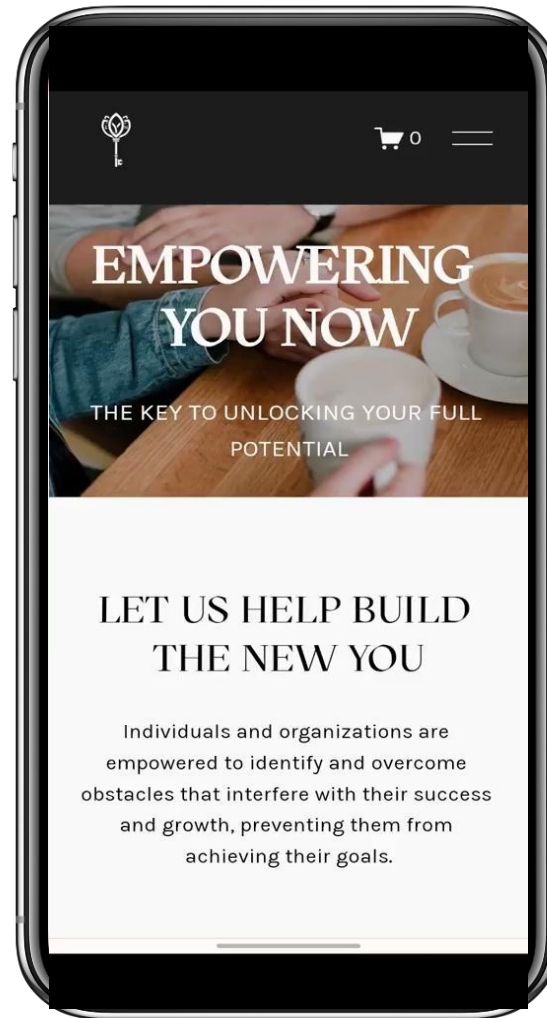 0
EMPOWERING
YOU NOW
THE KEY TO UNLOCKING YOUR FULL
POTENTIAL
LET US HELP BUILD
THE NEW YOU
Individuals and organizations are
empowered to identify and overcome
obstacles that interfere with their success
and growth, preventing them from
achieving their goals.